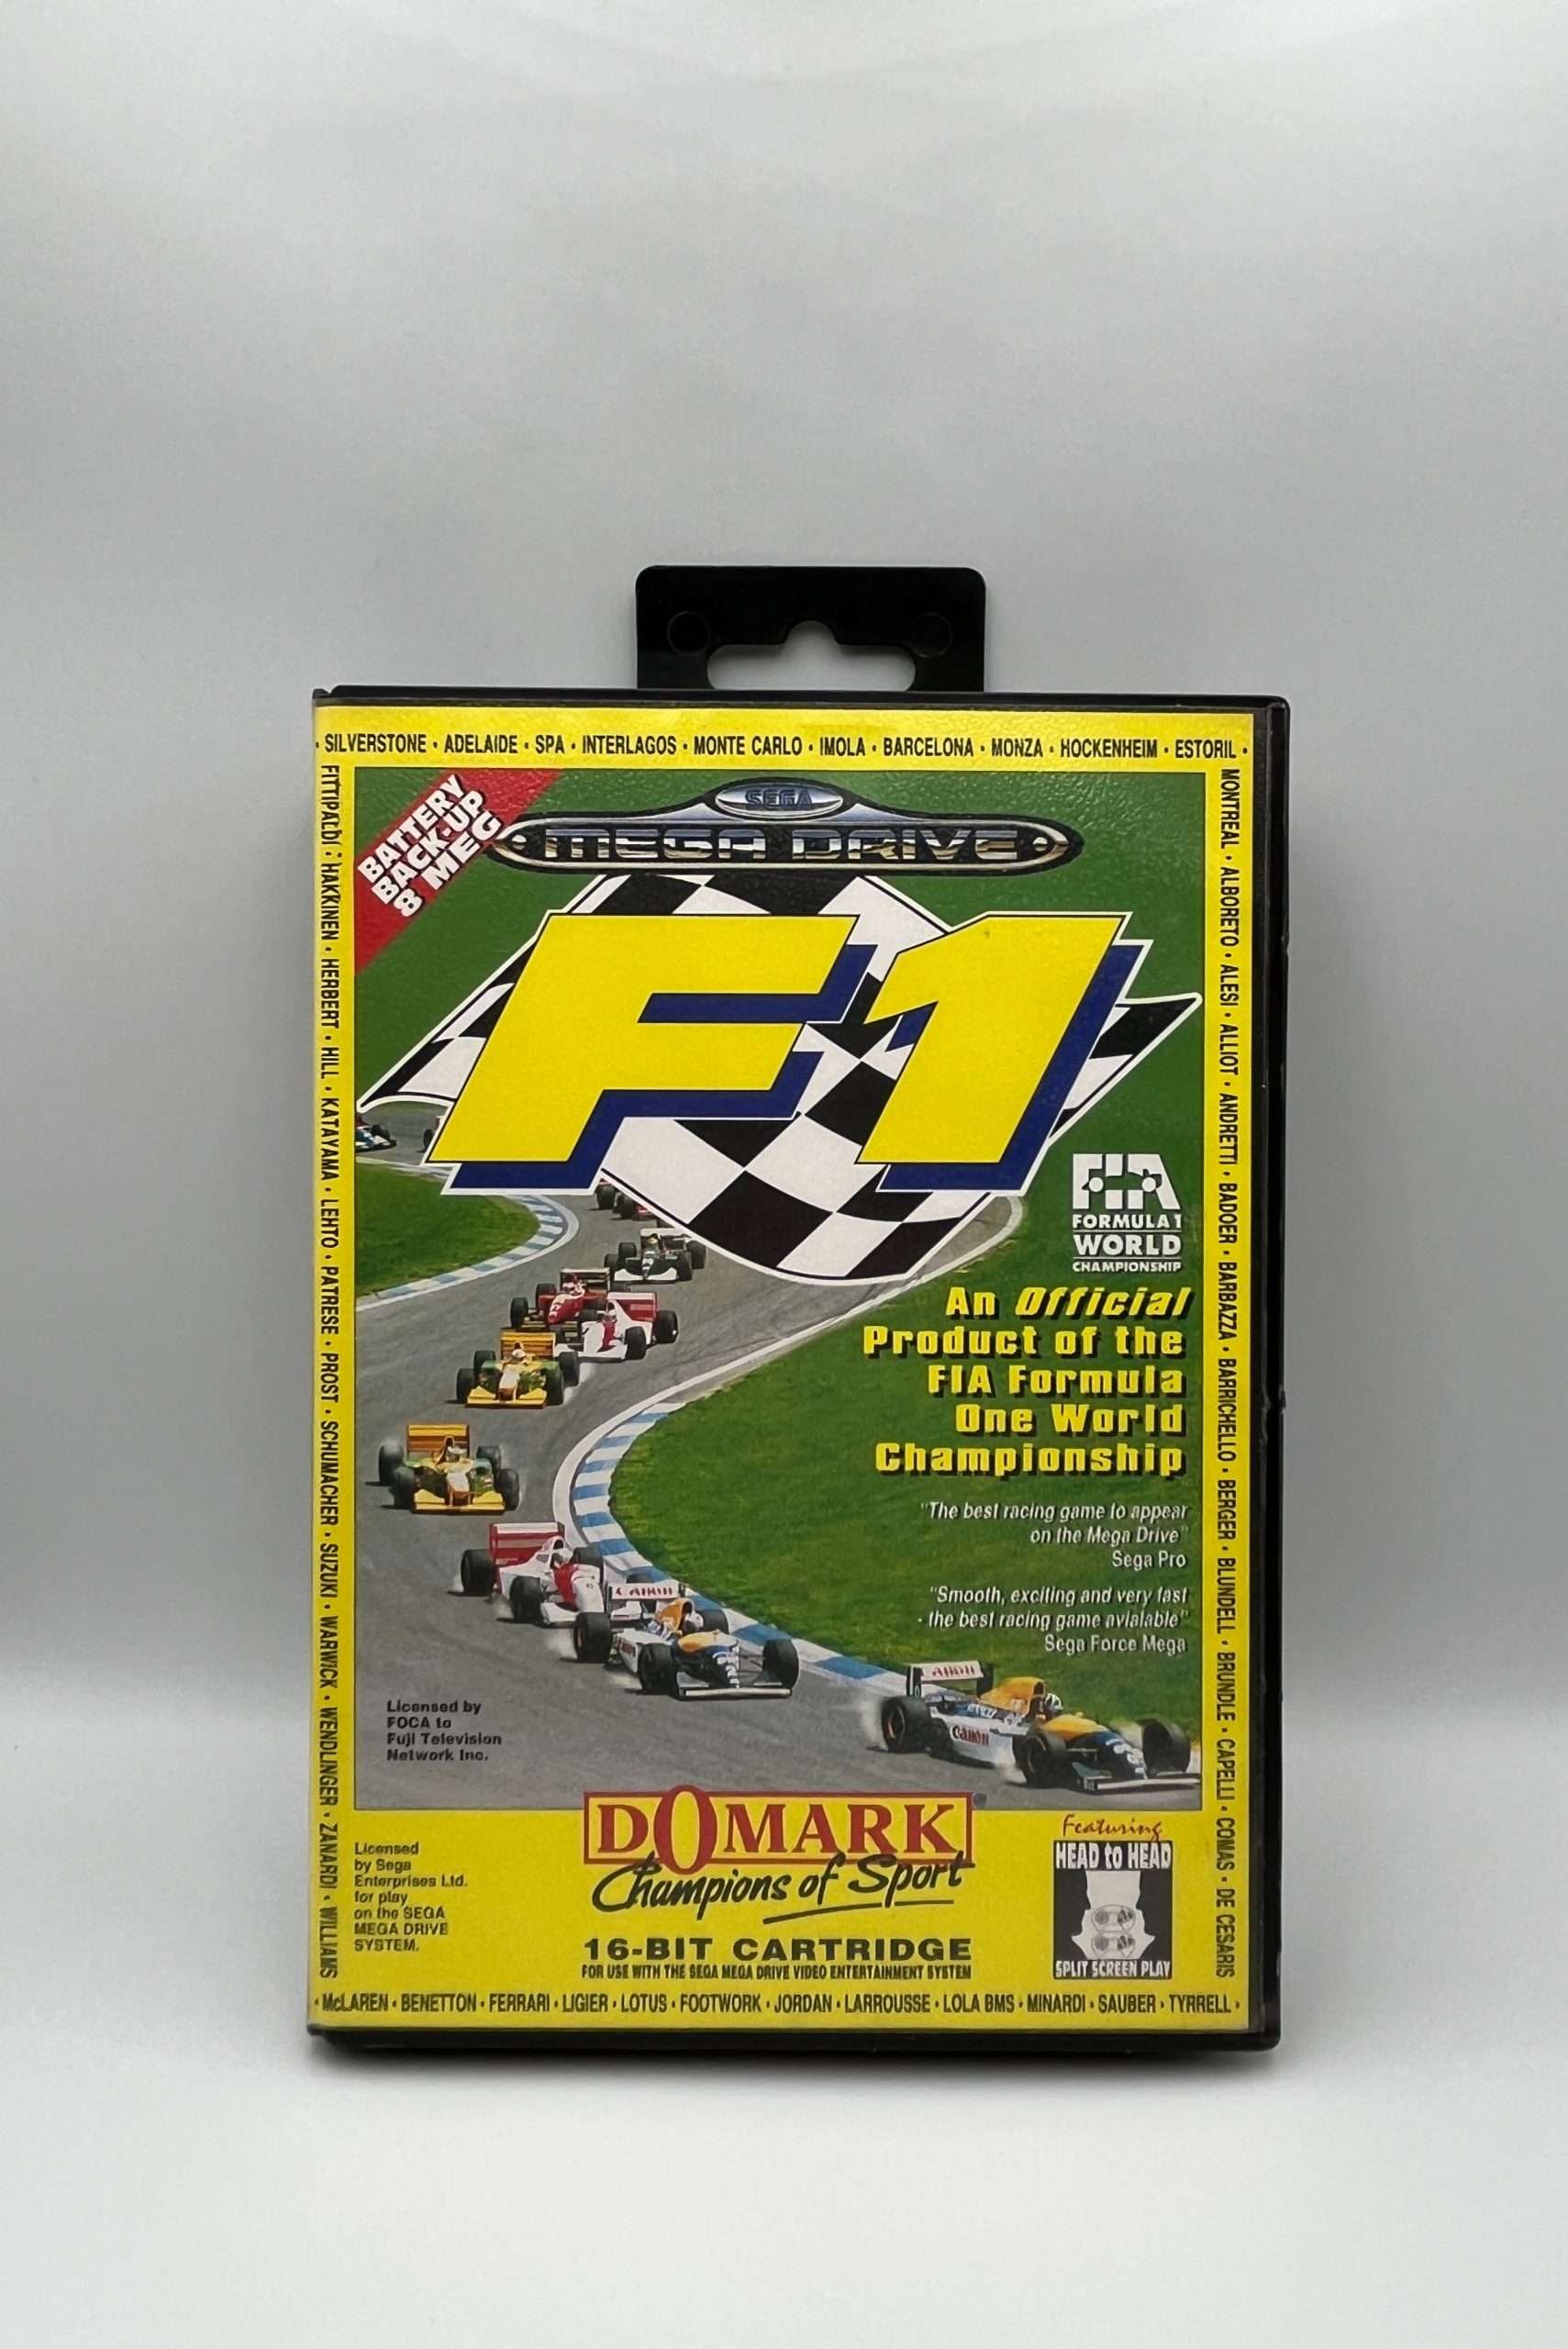 · SILVERSTONE · ADELAIDE · SPA · INTERLAGOS · MONTE CARLO · IMOLA · BARCELONA · MONZA · HOCKENHEIM · ESTORIL ·
MONTREAL · ALBORETO · ALESI · ALLIOT · ANDRETTI · BADOER · BARBAZZA · BARRICHELLO · BERGER · BLUNDELL · BRUNDLE · CAPELLI · COMAS · DE CESARIS
FITTIPALDI · HAKKINEN · HERBERT · HILL · KATAYAMA · LEHTO · PATRESE · PROST · SCHUMACHER · SUZUKI · WARWICK · WENDLINGER · ZANARDI · WILLIAMS
BATTERY
BACK-UP
8 MEG
SEGA
MEGA DRIVE
F1
FIA
FORMULA 1
WORLD
CHAMPIONSHIP
An Official
Product of the
FIA Formula
One World
Championship
"The best racing game to appear
on the Mega Drive"
Sega Pro
"Smooth, exciting and very fast
- the best racing game avialable"
Sega Force Mega
CANON
CANON
Canon
Licensed by
FOCA to
Fuji Television
Network Inc.
DOMARK
Champions of Sport
Licensed
by Sega
Enterprises Ltd.
for play
on the SEGA
MEGA DRIVE
SYSTEM.
16-BIT CARTRIDGE
FOR USE WITH THE SEGA MEGA DRIVE VIDEO ENTERTAINMENT SYSTEM
Featuring
HEAD to HEAD
SPLIT SCREEN PLAY
· McLAREN · BENETTON · FERRARI · LIGIER · LOTUS · FOOTWORK · JORDAN · LARROUSSE · LOLA BMS · MINARDI · SAUBER · TYRRELL ·